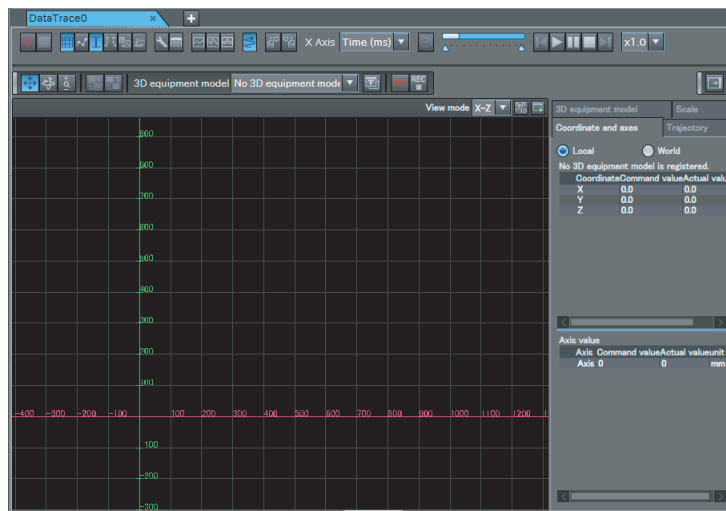 DataTrace0 × +
X Axis Time (ms) x1.0
3D equipment model No 3D equipment mode REC
View mode X-Z
3D equipment model Scale
Coordinate and axes Trajectory
Local World
No 3D equipment model is registered.
Coordinate Command value Actual valu
X 0.0 0.0
Y 0.0 0.0
Z 0.0 0.0
Axis value
Axis Command value Actual value unit
Axis 0 0 mm
900
800
700
600
500
400
300
200
100
-400 -300 -200 -100 100 200 300 400 500 600 700 800 900 1000 1100 1200 1
-100
-200
-300